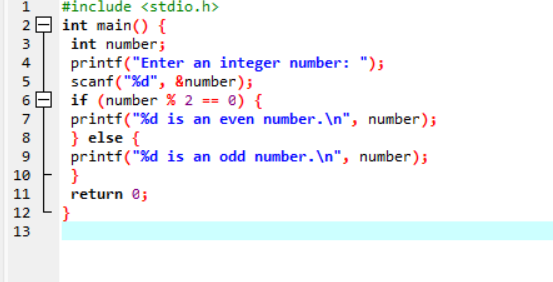 1 #include <stdio.h>
2 int main() {
3 int number;
4 printf("Enter an integer number: ");
5 scanf("%d", &number);
6 if (number % 2 == 0) {
7 printf("%d is an even number.\n", number);
8 } else {
9 printf("%d is an odd number.\n", number);
10 }
11 return 0;
12 }
13